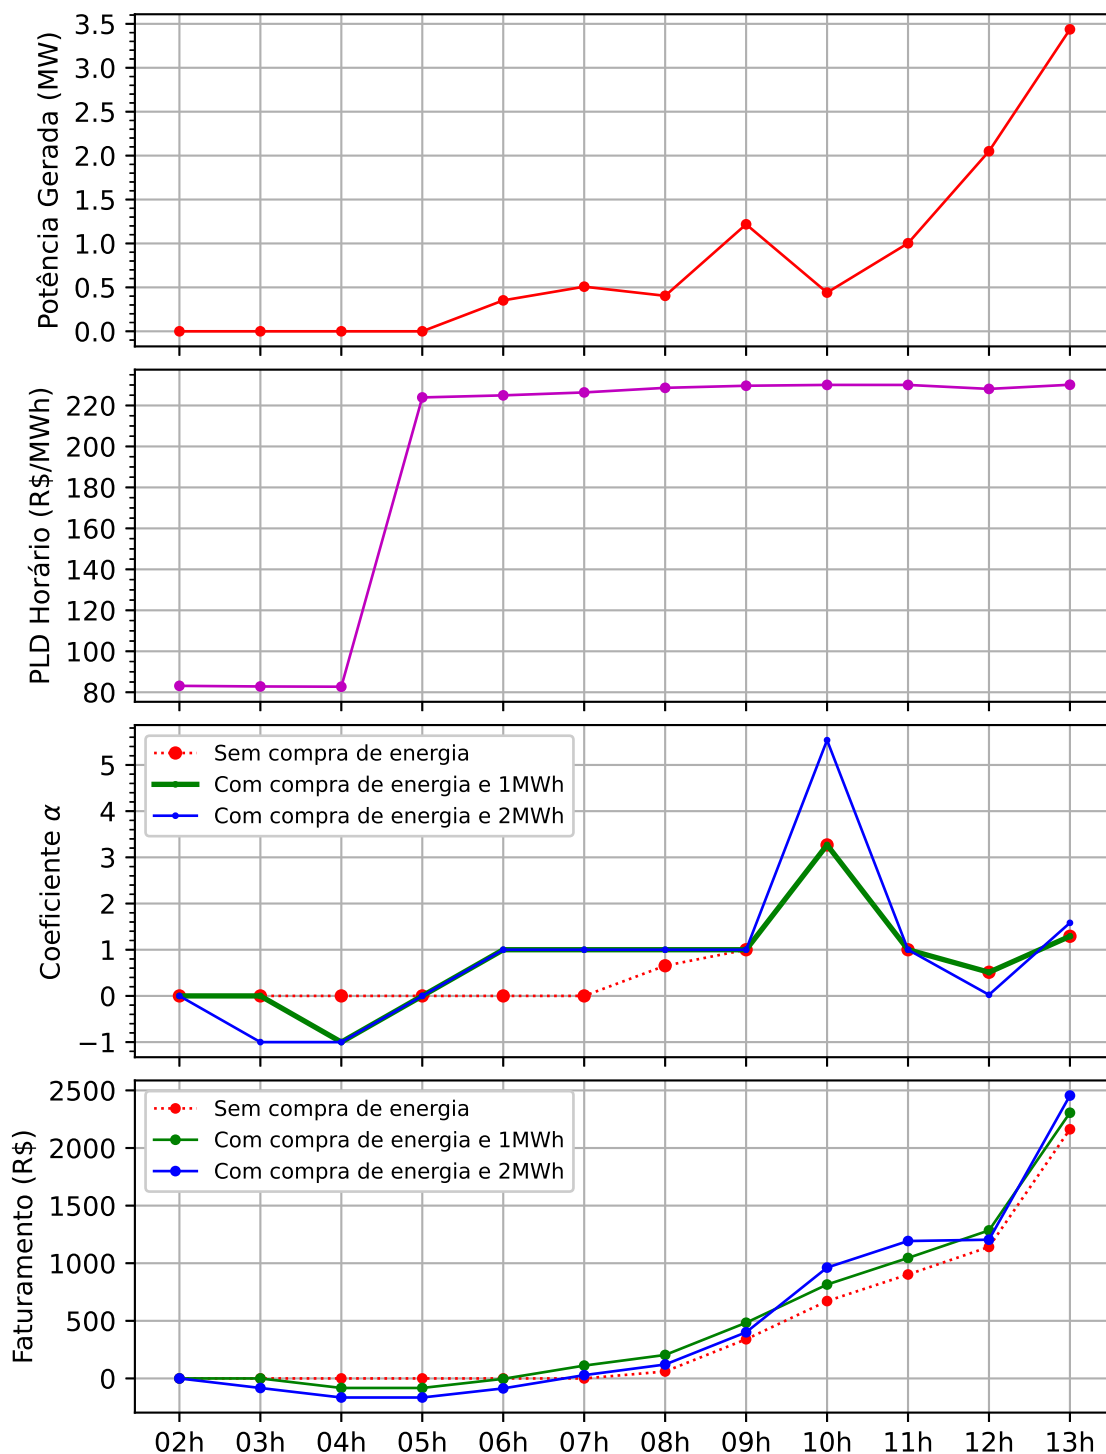 Potência Gerada (MW)
3.5
3.0
2.5
2.0
1.5
1.0
0.5
0.0
PLD Horário (R$/MWh)
220
200
180
160
140
120
100
80
Coeficiente α
5
4
3
2
1
0
−1
Sem compra de energia
Com compra de energia e 1MWh
Com compra de energia e 2MWh
Faturamento (R$)
2500
2000
1500
1000
500
0
Sem compra de energia
Com compra de energia e 1MWh
Com compra de energia e 2MWh
02h 03h 04h 05h 06h 07h 08h 09h 10h 11h 12h 13h